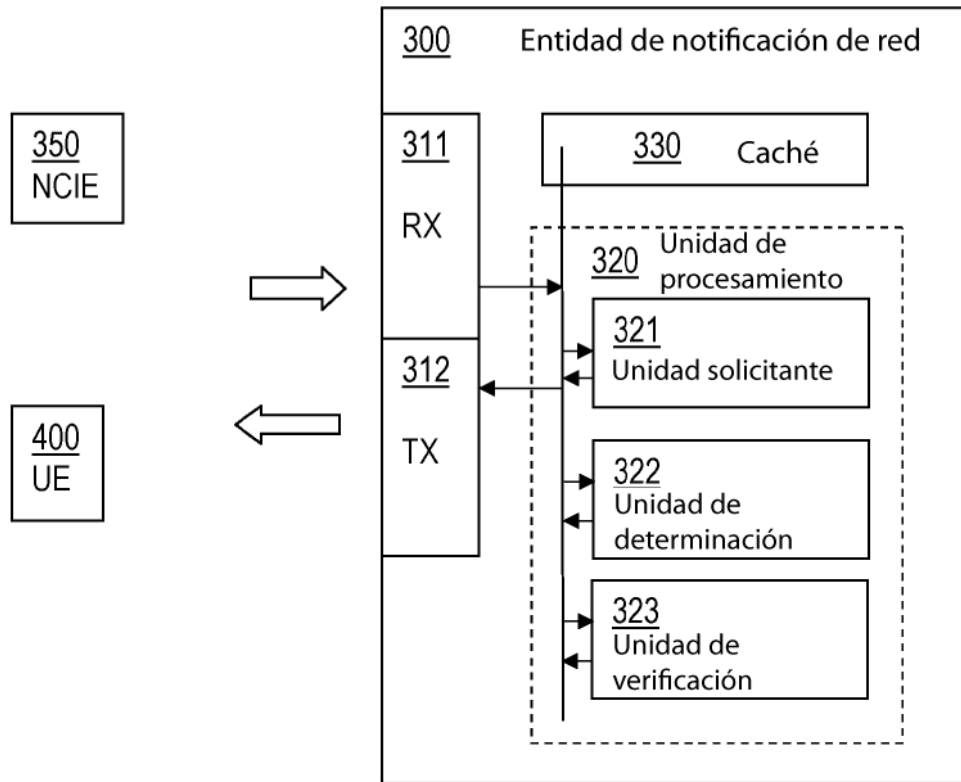 300 Entidad de notificación de red
350
NCIE
311
RX
330 Caché
320 Unidad de
procesamiento
321
Unidad solicitante
312
TX
400
UE
322
Unidad de
determinación
323
Unidad de
verificación